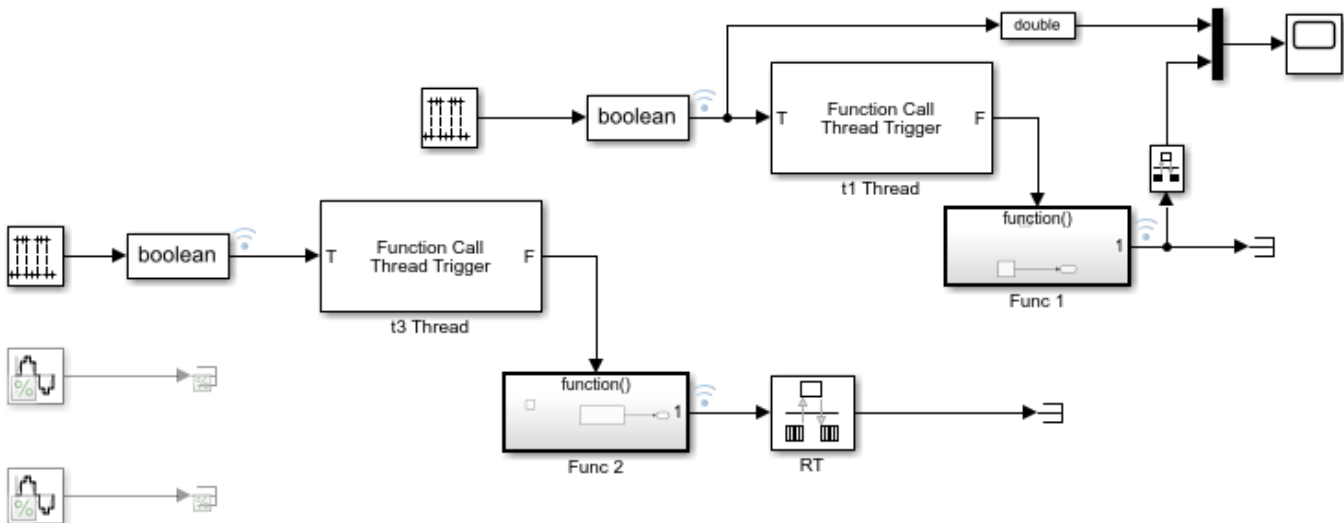 double
boolean
T
Function Call
Thread Trigger
F
t1 Thread
function()
1
Func 1
boolean
T
Function Call
Thread Trigger
F
t3 Thread
%
function()
1
Func 2
RT
%
%
%